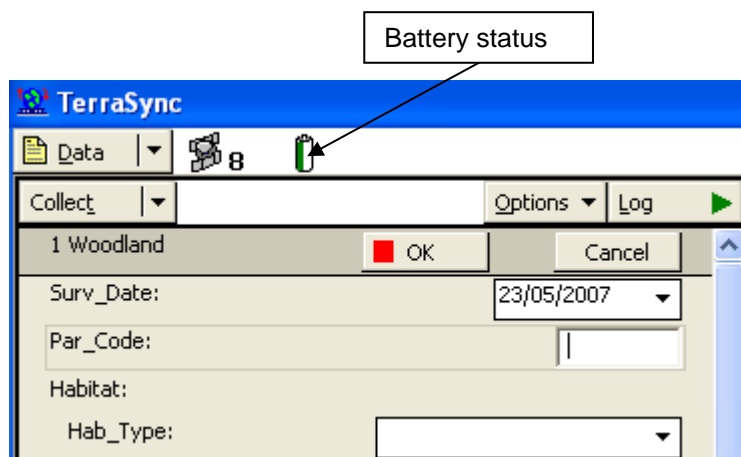 Battery status
TerraSync
Data 8
Collect Options Log
1 Woodland OK Cancel
Surv_Date: 23/05/2007
Par_Code:
Habitat:
Hab_Type: